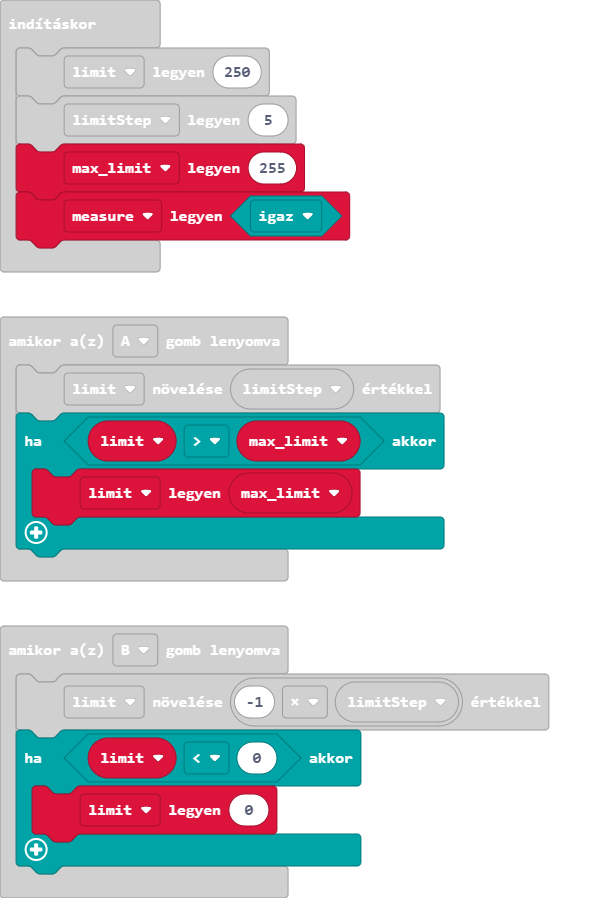 indításkor
limit legyen 250
limitStep legyen 5
max_limit legyen 255
measure legyen igaz
amikor a(z) A gomb lenyomva
limit növelése limitStep értékkel
ha limit > max_limit akkor
limit legyen max_limit
amikor a(z) B gomb lenyomva
limit növelése -1 × limitStep értékkel
ha limit < 0 akkor
limit legyen 0